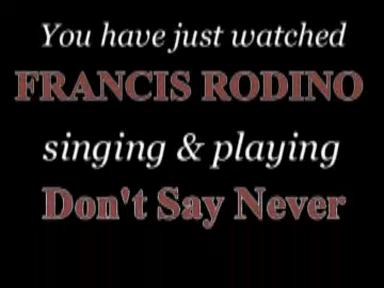 You have just watched
FRANCIS RODINO
singing & playing
Don't Say Never